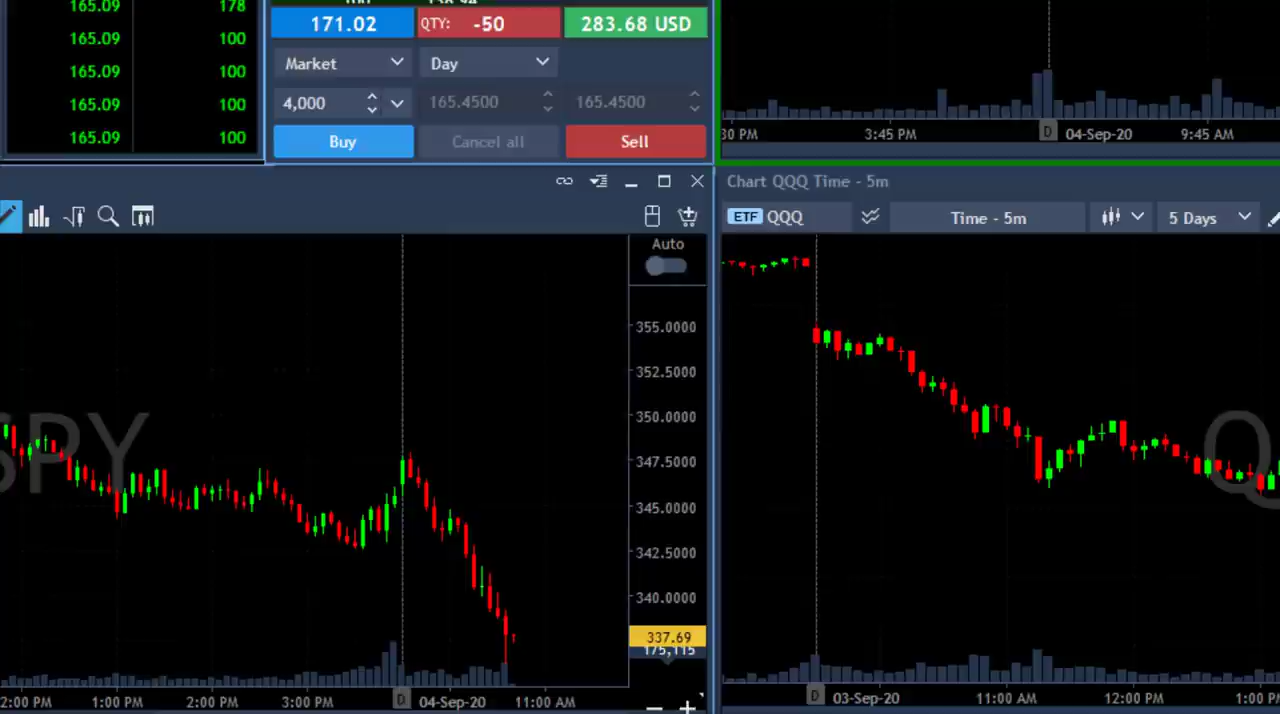 165.09 178
165.09 100
165.09 100
165.09 100
165.09 100
171.02 QTY: -50 283.68 USD
Market Day
4,000 165.4500 165.4500
Buy Cancel all Sell
30 PM 3:45 PM D 04-Sep-20 9:45 AM
Auto
355.0000
352.5000
350.0000
347.5000
345.0000
342.5000
340.0000
337.69
175,115
SPY
2:00 PM 1:00 PM 2:00 PM 3:00 PM D 04-Sep-20 11:00 AM
Chart QQQ Time - 5m
ETF QQQ Time - 5m 5 Days
Q
D 03-Sep-20 11:00 AM 12:00 PM 1:00 P